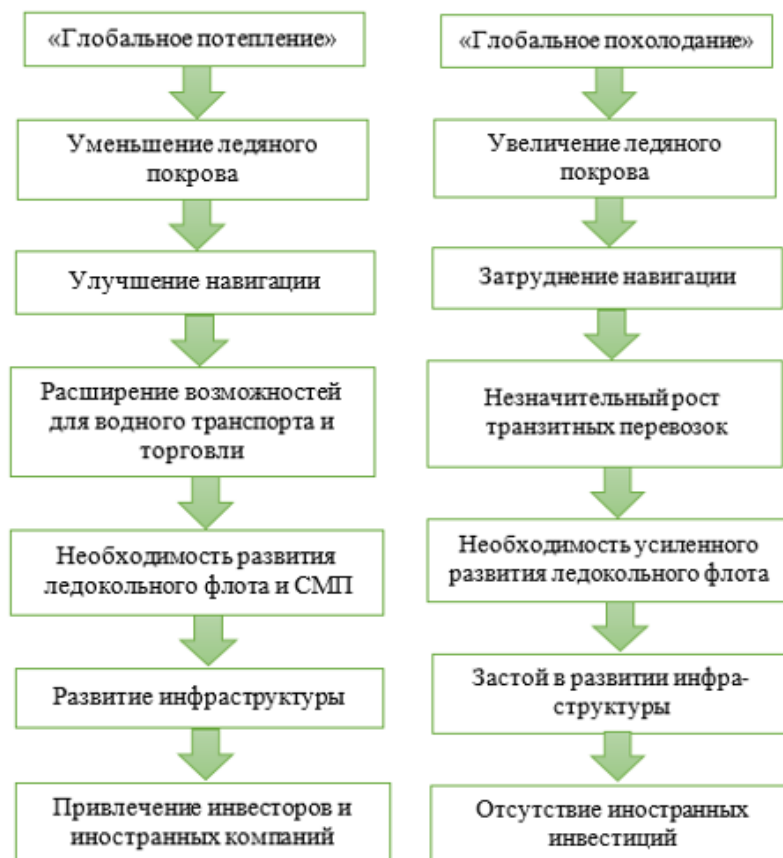 «Глобальное потепление»
Уменьшение ледяного
покрова
Улучшение навигации
Расширение возможностей
для водного транспорта и
торговли
Необходимость развития
ледокольного флота и СМП
Развитие инфраструктуры
Привлечение инвесторов и
иностранных компаний
«Глобальное похолодание»
Увеличение ледяного
покрова
Затруднение навигации
Незначительный рост
транзитных перевозок
Необходимость усиленного
развития ледокольного флота
Застой в развитии инфра-
структуры
Отсутствие иностранных
инвестиций